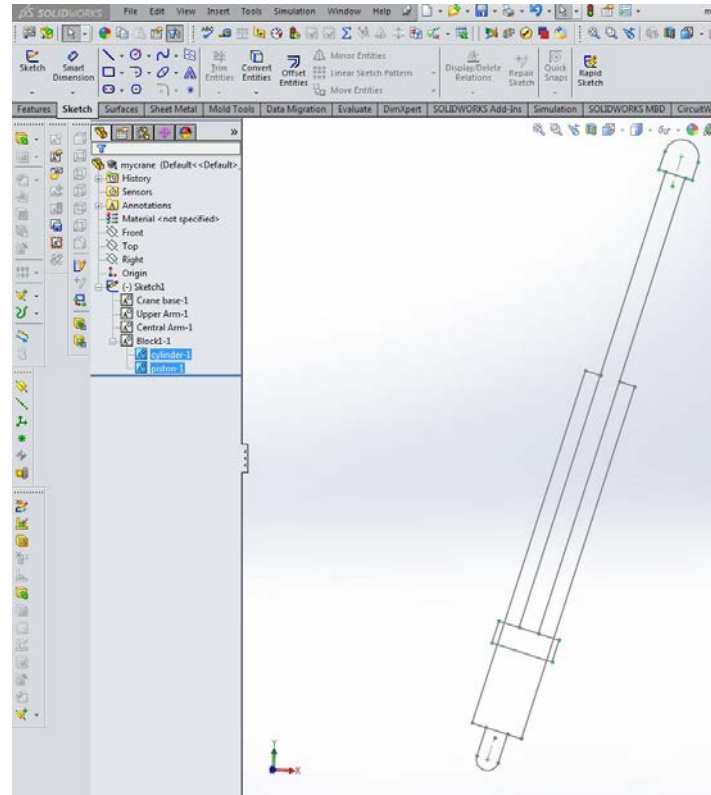 SOLIDWORKS File Edit View Insert Tools Simulation Window Help
Sketch Smart Dimension Trim Entities Convert Entities Offset Entities Mirror Entities Linear Sketch Pattern Move Entities Display/Delete Relations Repair Sketch Quick Snaps Rapid Sketch
Features Sketch Surfaces Sheet Metal Mold Tools Data Migration Evaluate DimXpert SOLIDWORKS Add-Ins Simulation SOLIDWORKS MBD CircuitW
mycrane (Default<<Default>
History
Sensors
Annotations
Material <not specified>
Front
Top
Right
Origin
(-) Sketch1
Crane base-1
Upper Arm-1
Central Arm-1
Block1-1
cylinder-1
piston-1
Y
X